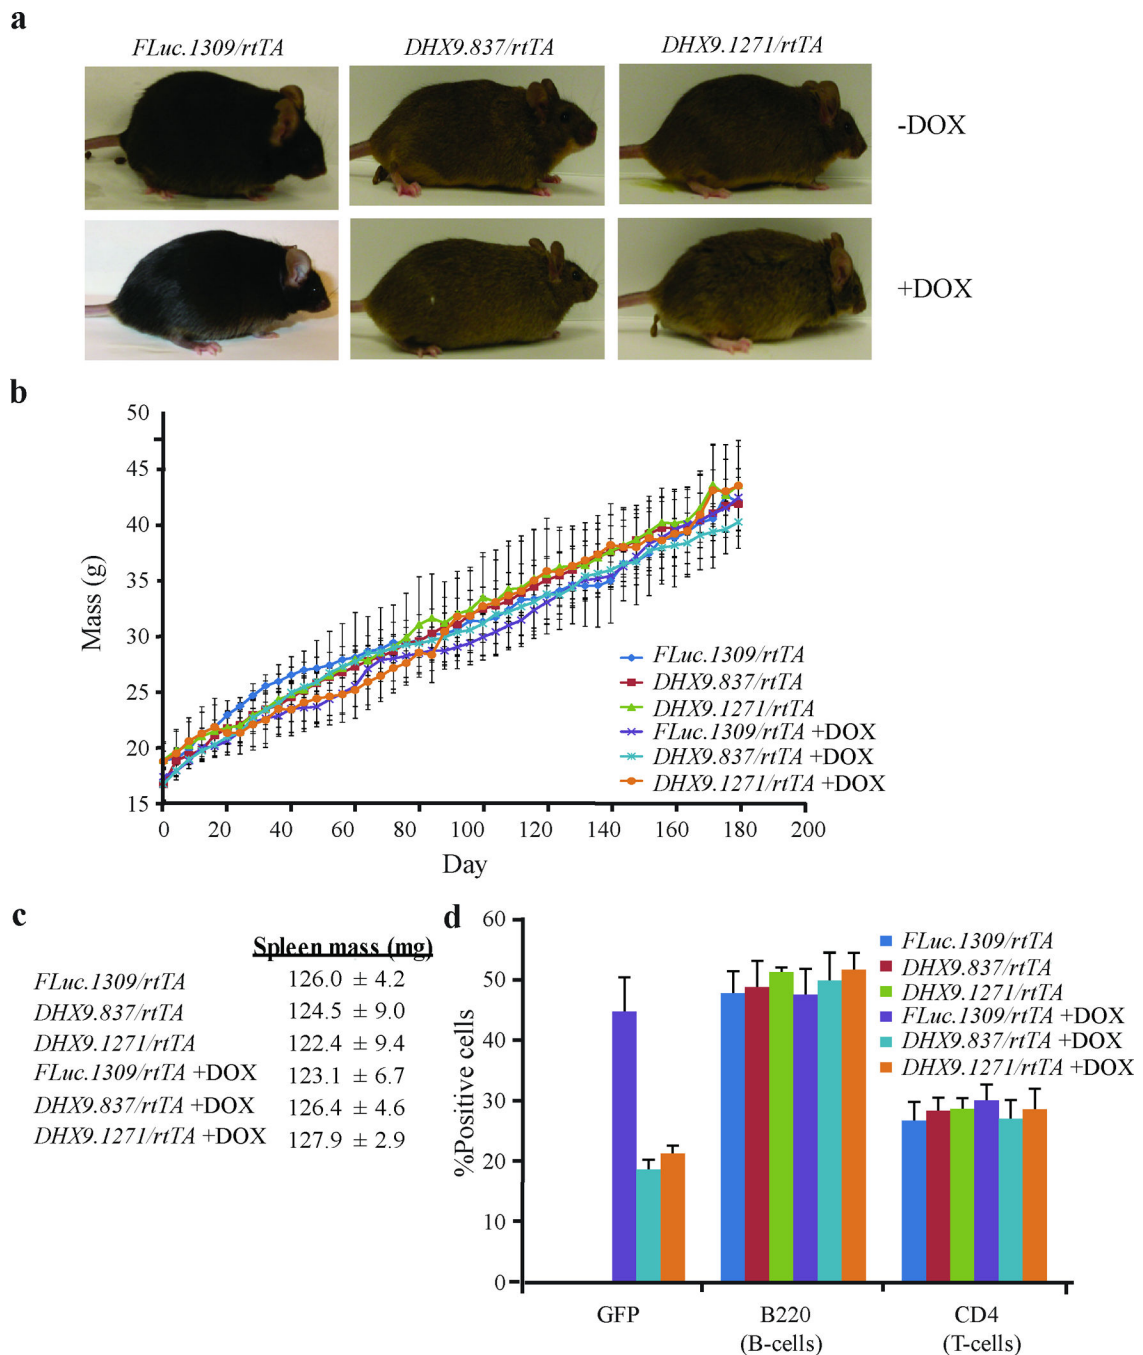 a
FLuc.1309/rtTA DHX9.837/rtTA DHX9.1271/rtTA
-DOX
+DOX
b
50
45
40
35
30
25
20
15
Mass (g)
0 20 40 60 80 100 120 140 160 180 200
Day
FLuc.1309/rtTA
DHX9.837/rtTA
DHX9.1271/rtTA
FLuc.1309/rtTA +DOX
DHX9.837/rtTA +DOX
DHX9.1271/rtTA +DOX
c
Spleen mass (mg)
FLuc.1309/rtTA 126.0 ± 4.2
DHX9.837/rtTA 124.5 ± 9.0
DHX9.1271/rtTA 122.4 ± 9.4
FLuc.1309/rtTA +DOX 123.1 ± 6.7
DHX9.837/rtTA +DOX 126.4 ± 4.6
DHX9.1271/rtTA +DOX 127.9 ± 2.9
d
60
50
40
30
20
10
0
%Positive cells
FLuc.1309/rtTA
DHX9.837/rtTA
DHX9.1271/rtTA
FLuc.1309/rtTA +DOX
DHX9.837/rtTA +DOX
DHX9.1271/rtTA +DOX
GFP B220 CD4
(B-cells) (T-cells)